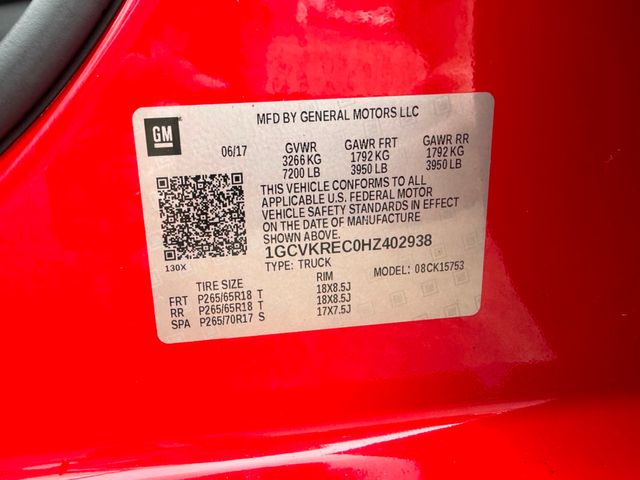 MFD BY GENERAL MOTORS LLC
GM
06/17 GVWR GAWR FRT GAWR RR
3266 KG 1792 KG 1792 KG
7200 LB 3950 LB 3950 LB
THIS VEHICLE CONFORMS TO ALL
APPLICABLE U.S. FEDERAL MOTOR
VEHICLE SAFETY STANDARDS IN EFFECT
ON THE DATE OF MANUFACTURE
SHOWN ABOVE.
1GCVKREC0HZ402938
130X
TYPE: TRUCK MODEL: 08CK15753
TIRE SIZE RIM
FRT P265/65R18 T 18X8.5J
RR P265/65R18 T 18X8.5J
SPA P265/70R17 S 17X7.5J